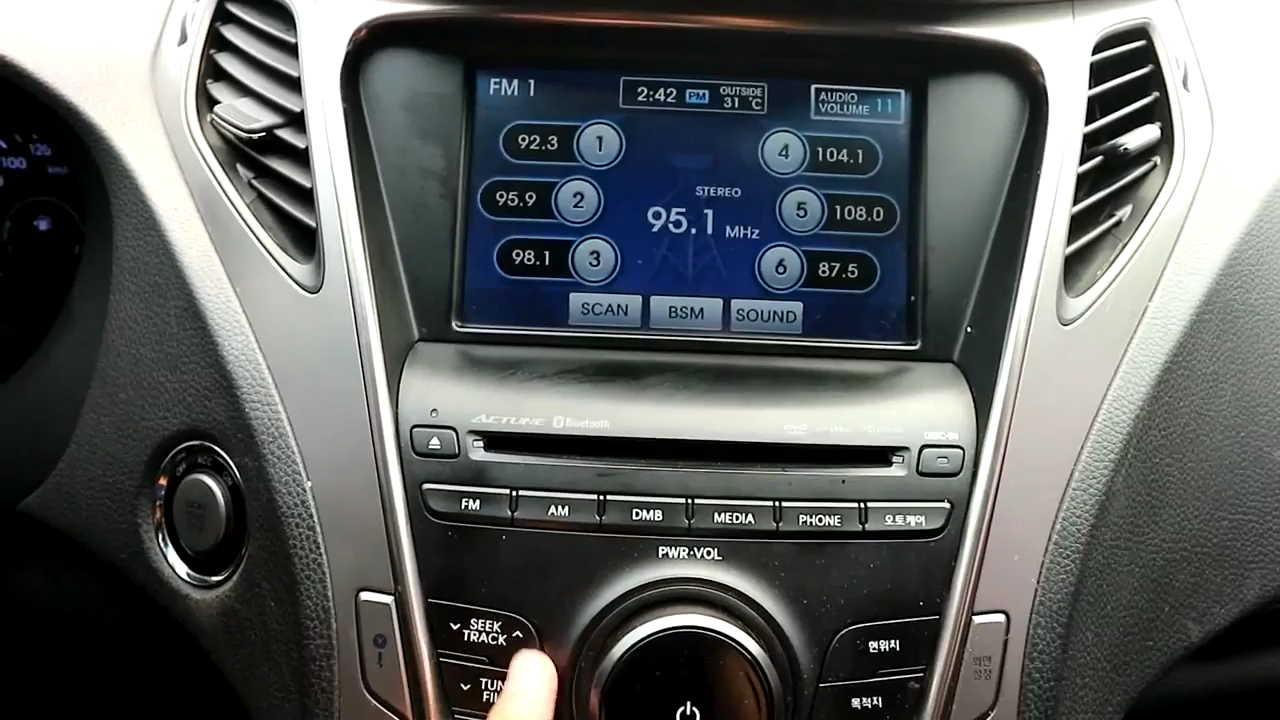 FM 1
2:42 PM
OUTSIDE
31 °C
AUDIO
VOLUME 11
92.3 1
4 104.1
95.9 2
STEREO
95.1 MHz
5 108.0
98.1 3
6 87.5
SCAN
BSM
SOUND
120
100
km/h
ACTUNE Bluetooth
DISC-IN
FM
AM
DMB
MEDIA
PHONE
오토케어
PWR·VOL
SEEK
TRACK
현위치
목적지
화면
설정